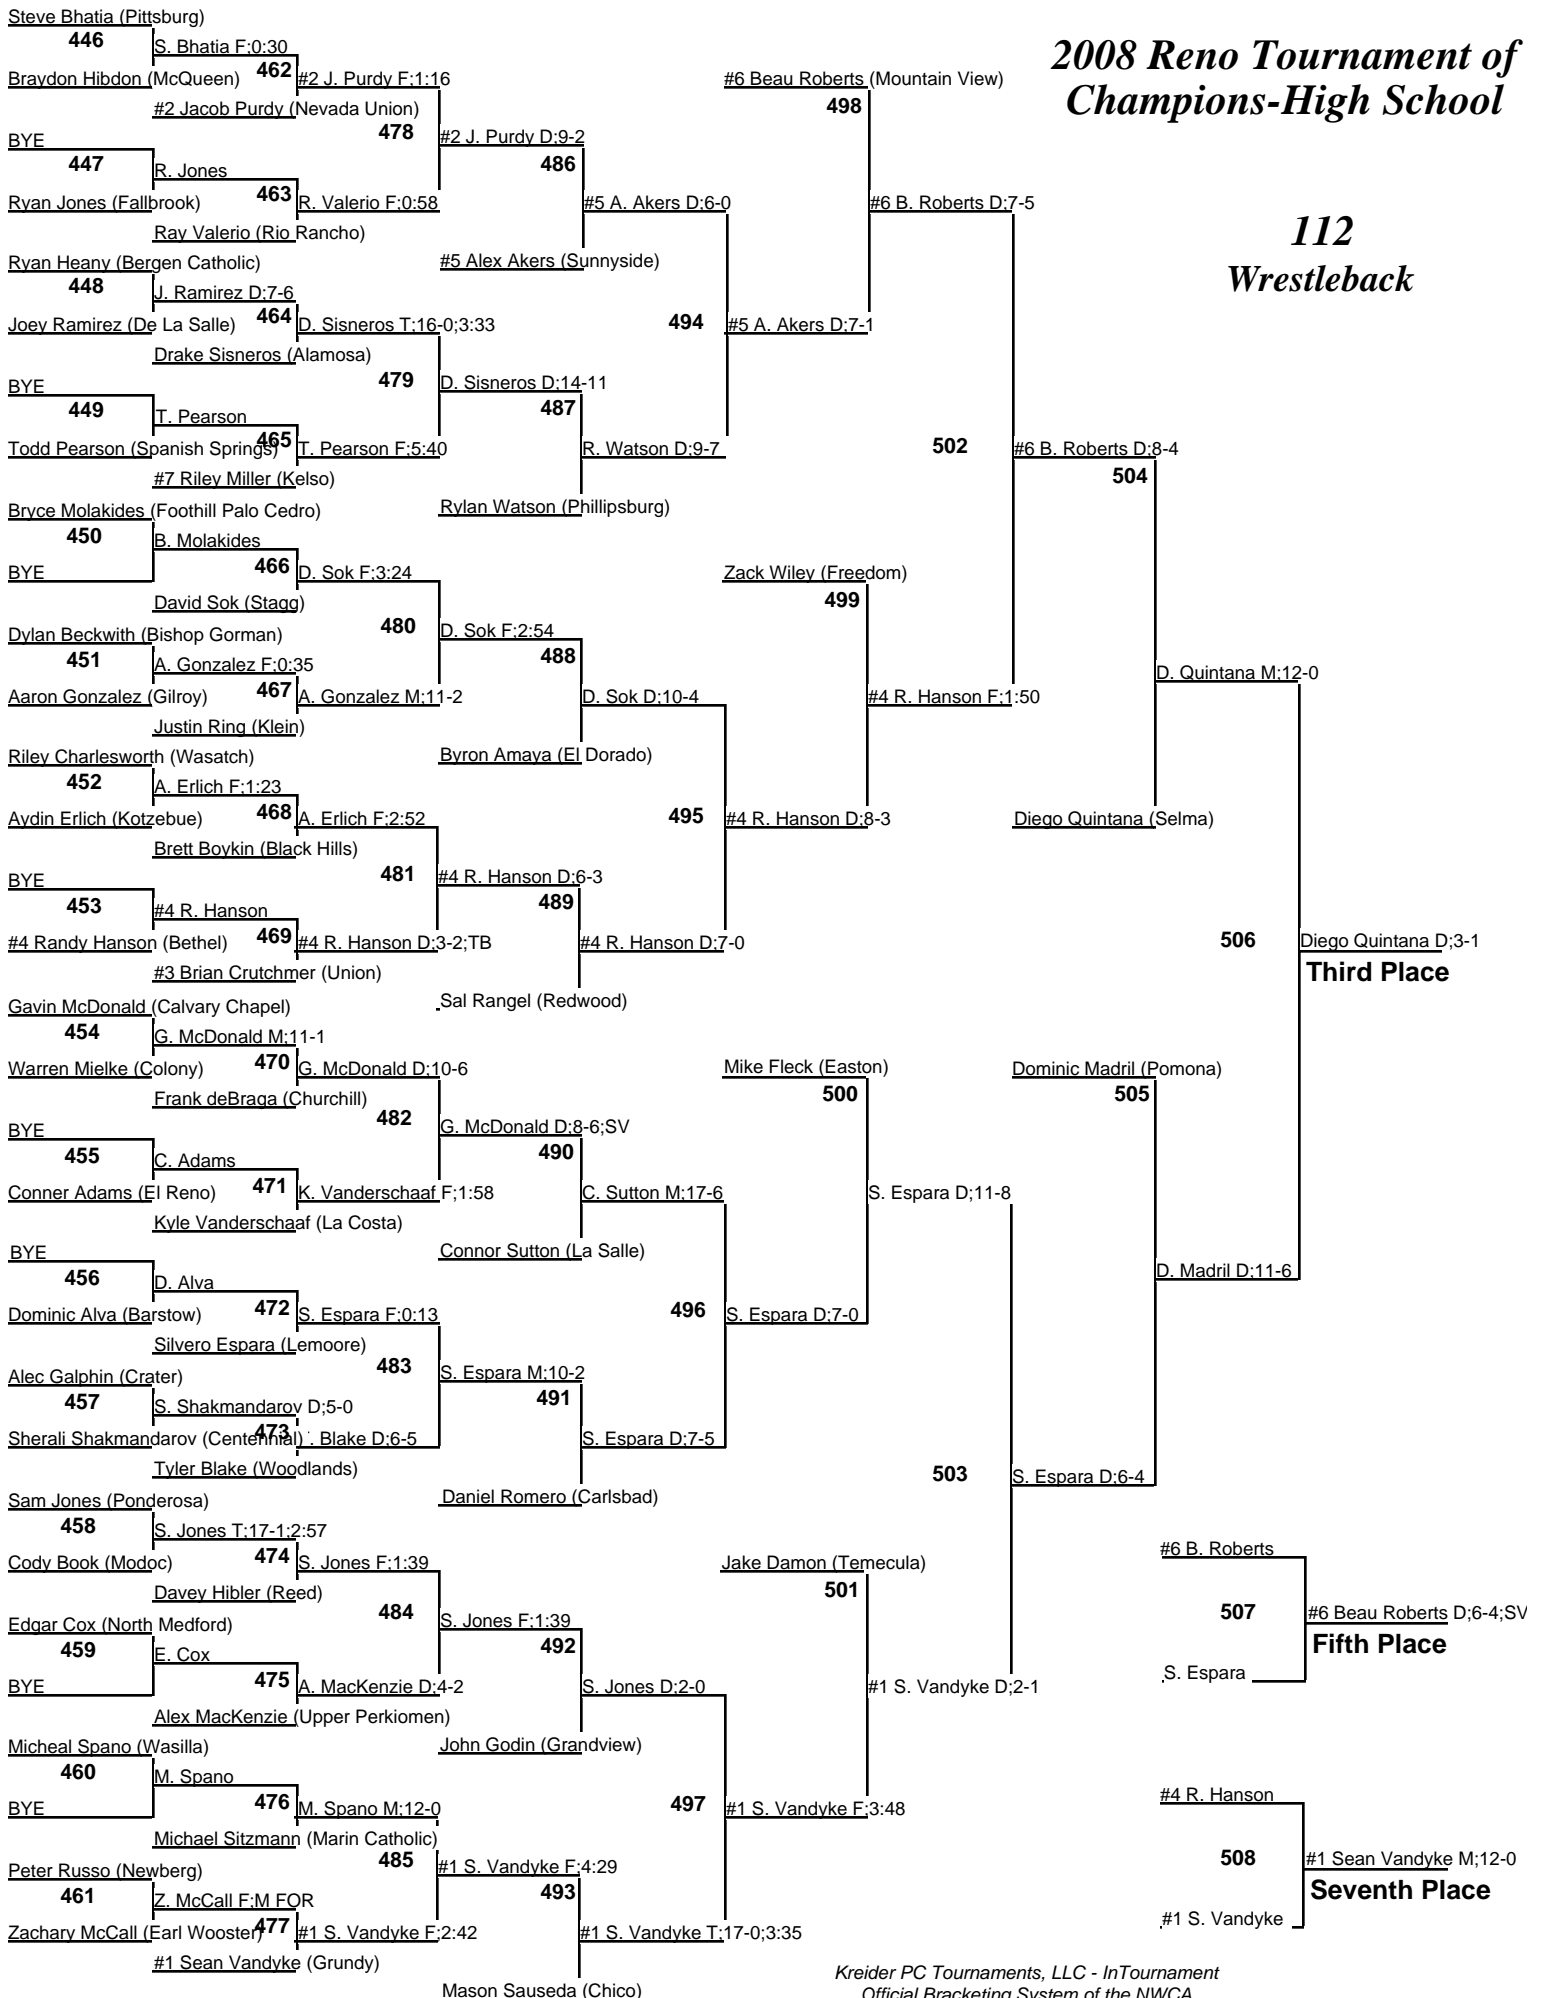 Steve Bhatia (Pittsburg)
446
S. Bhatia F;0:30
Braydon Hibdon (McQueen)
462
#2 J. Purdy F;1:16
#2 Jacob Purdy (Nevada Union)
478
#2 J. Purdy D;9-2
BYE
447
R. Jones
486
Ryan Jones (Fallbrook)
463
R. Valerio F;0:58
#5 A. Akers D;6-0
Ray Valerio (Rio Rancho)
#5 Alex Akers (Sunnyside)
Ryan Heany (Bergen Catholic)
448
J. Ramirez D;7-6
Joey Ramirez (De La Salle)
464
D. Sisneros T;16-0;3:33
494
#5 A. Akers D;7-1
Drake Sisneros (Alamosa)
479
D. Sisneros D;14-11
BYE
449
T. Pearson
487
Todd Pearson (Spanish Springs)
465
T. Pearson F;5:40
R. Watson D;9-7
#7 Riley Miller (Kelso)
Rylan Watson (Phillipsburg)
Bryce Molakides (Foothill Palo Cedro)
450
B. Molakides
BYE
466
D. Sok F;3:24
David Sok (Stagg)
480
D. Sok F;2:54
Dylan Beckwith (Bishop Gorman)
451
A. Gonzalez F;0:35
488
Aaron Gonzalez (Gilroy)
467
A. Gonzalez M;11-2
D. Sok D;10-4
Justin Ring (Klein)
Byron Amaya (El Dorado)
Riley Charlesworth (Wasatch)
452
A. Erlich F;1:23
Aydin Erlich (Kotzebue)
468
A. Erlich F;2:52
495
#4 R. Hanson D;8-3
Brett Boykin (Black Hills)
481
#4 R. Hanson D;6-3
BYE
453
#4 R. Hanson
489
#4 Randy Hanson (Bethel)
469
#4 R. Hanson D;3-2;TB
#4 R. Hanson D;7-0
#3 Brian Crutchmer (Union)
Sal Rangel (Redwood)
Gavin McDonald (Calvary Chapel)
454
G. McDonald M;11-1
Warren Mielke (Colony)
470
G. McDonald D;10-6
Frank deBraga (Churchill)
482
G. McDonald D;8-6;SV
BYE
455
C. Adams
490
Conner Adams (El Reno)
471
K. Vanderschaaf F;1:58
C. Sutton M;17-6
Kyle Vanderschaaf (La Costa)
Connor Sutton (La Salle)
BYE
456
D. Alva
Dominic Alva (Barstow)
472
S. Espara F;0:13
496
S. Espara D;7-0
Silvero Espara (Lemoore)
483
S. Espara M;10-2
Alec Galphin (Crater)
457
S. Shakmandarov D;5-0
491
Sherali Shakmandarov (Centennial)
473
. Blake D;6-5
S. Espara D;7-5
Tyler Blake (Woodlands)
Daniel Romero (Carlsbad)
Sam Jones (Ponderosa)
458
S. Jones T;17-1;2:57
Cody Book (Modoc)
474
S. Jones F;1:39
Davey Hibler (Reed)
484
S. Jones F;1:39
Edgar Cox (North Medford)
459
E. Cox
492
BYE
475
A. MacKenzie D;4-2
S. Jones D;2-0
Alex MacKenzie (Upper Perkiomen)
John Godin (Grandview)
Micheal Spano (Wasilla)
460
M. Spano
BYE
476
M. Spano M;12-0
497
#1 S. Vandyke F;3:48
Michael Sitzmann (Marin Catholic)
485
#1 S. Vandyke F;4:29
Peter Russo (Newberg)
461
Z. McCall F;M FOR
493
Zachary McCall (Earl Wooster)
477
#1 S. Vandyke F;2:42
#1 S. Vandyke T;17-0;3:35
#1 Sean Vandyke (Grundy)
Mason Sauseda (Chico)
#6 Beau Roberts (Mountain View)
498
#6 B. Roberts D;7-5
502
#6 B. Roberts D;8-4
504
Zack Wiley (Freedom)
499
#4 R. Hanson F;1:50
D. Quintana M;12-0
Diego Quintana (Selma)
506
Diego Quintana D;3-1
Third Place
Mike Fleck (Easton)
500
S. Espara D;11-8
Dominic Madril (Pomona)
505
D. Madril D;11-6
503
S. Espara D;6-4
Jake Damon (Temecula)
501
#1 S. Vandyke D;2-1
2008 Reno Tournament of
Champions-High School
112
Wrestleback
#6 B. Roberts
507
#6 Beau Roberts D;6-4;SV
Fifth Place
S. Espara
#4 R. Hanson
508
#1 Sean Vandyke M;12-0
Seventh Place
#1 S. Vandyke
Kreider PC Tournaments, LLC - InTournament
Official Bracketing System of the NWCA